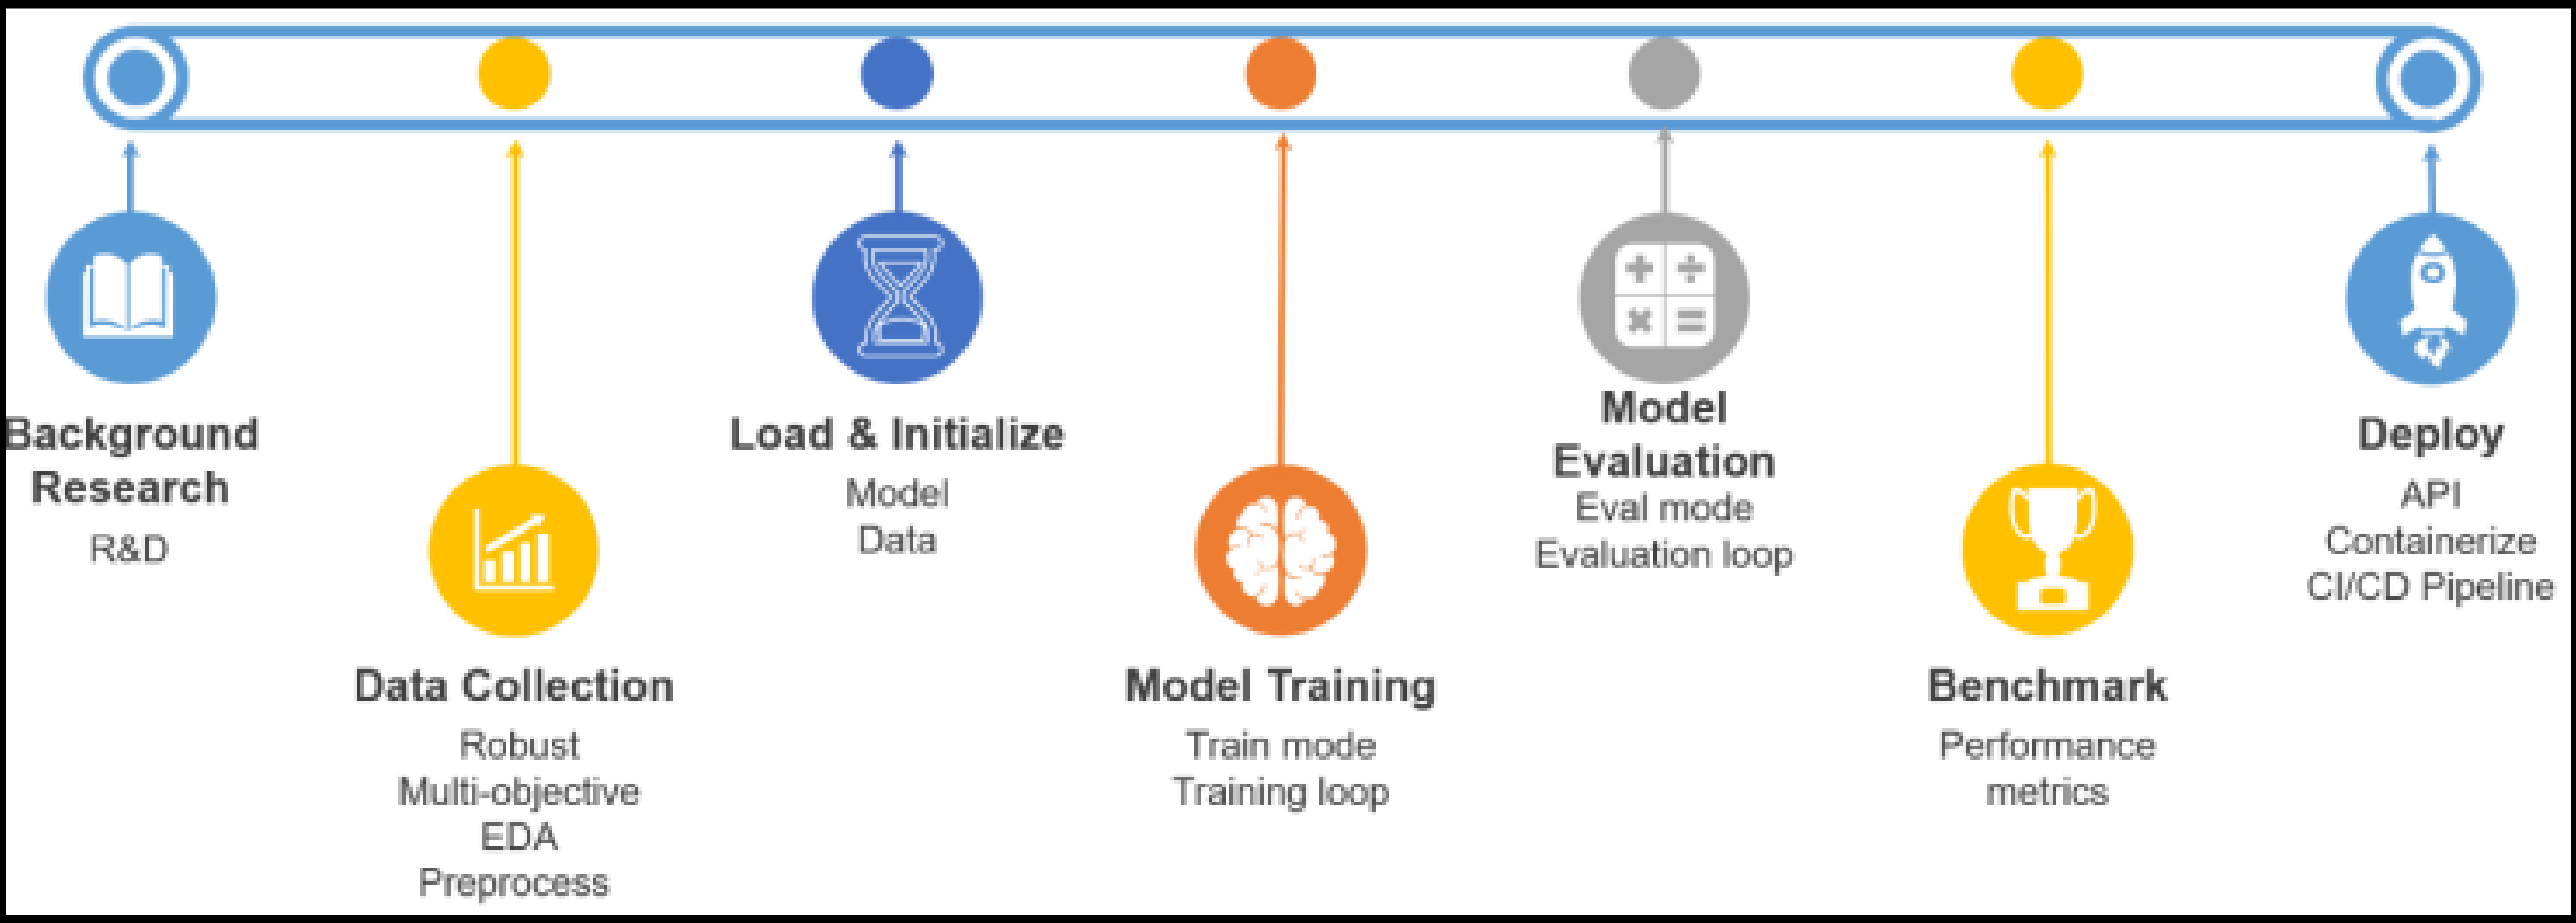 Background
Research
R&D
Data Collection
Robust
Multi-objective
EDA
Preprocess
Load & Initialize
Model
Data
Model Training
Train mode
Training loop
Model
Evaluation
Eval mode
Evaluation loop
Benchmark
Performance
metrics
Deploy
API
Containerize
CI/CD Pipeline